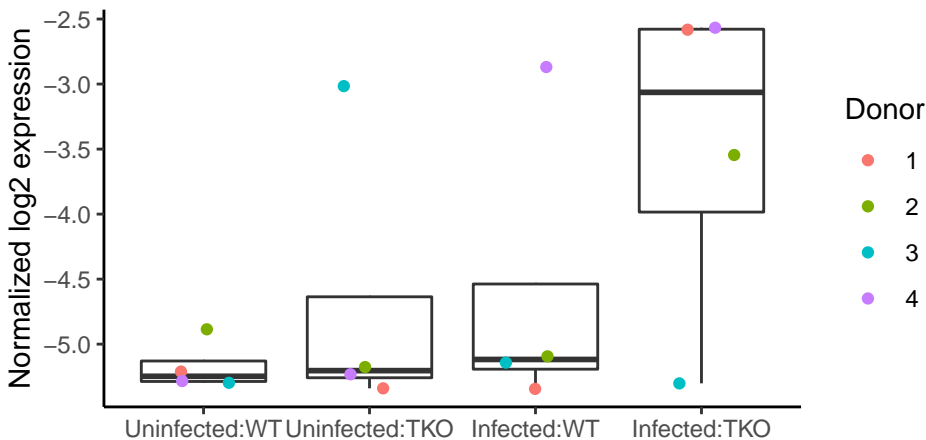 Normalized log2 expression
−2.5
−3.0
−3.5
−4.0
−4.5
−5.0
Uninfected:WT
Uninfected:TKO
Infected:WT
Infected:TKO
Donor
1
2
3
4